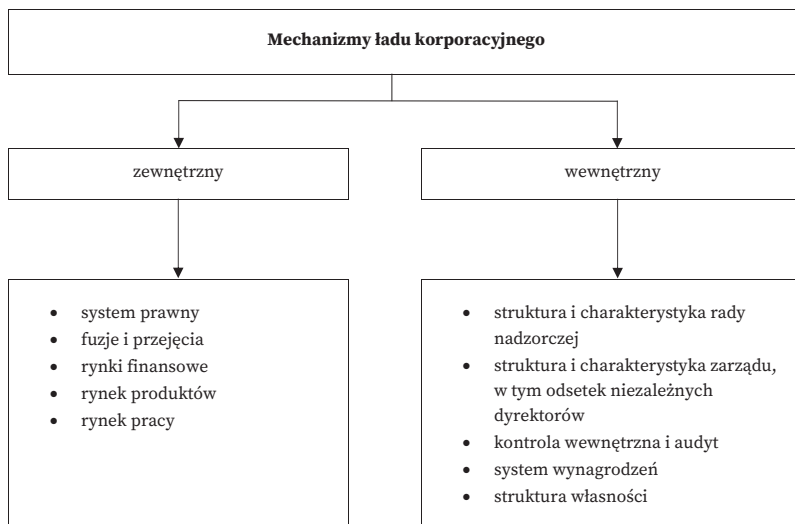 Mechanizmy ładu korporacyjnego
zewnętrzny
wewnętrzny
• system prawny
• fuzje i przejęcia
• rynki finansowe
• rynek produktów
• rynek pracy
• struktura i charakterystyka rady
nadzorczej
• struktura i charakterystyka zarządu,
w tym odsetek niezależnych
dyrektorów
• kontrola wewnętrzna i audyt
• system wynagrodzeń
• struktura własności